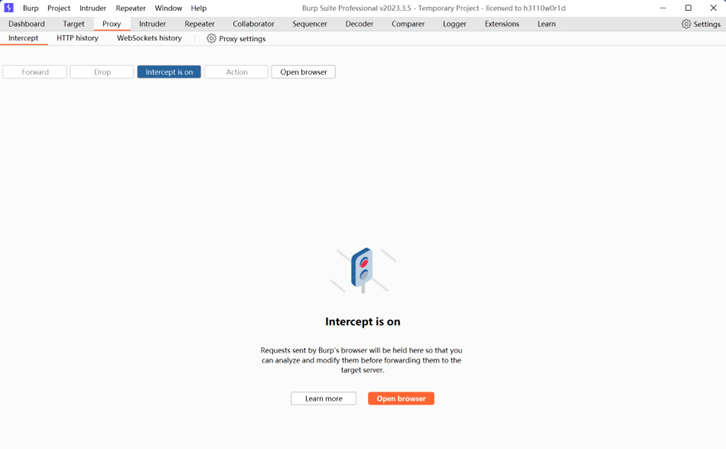 Burp Project Intruder Repeater Window Help Burp Suite Professional v2023.3.5 - Temporary Project - licensed to h3110w0r1d
Dashboard Target Proxy Intruder Repeater Collaborator Sequencer Decoder Comparer Logger Extensions Learn Settings
Intercept HTTP history WebSockets history Proxy settings
Forward Drop Intercept is on Action Open browser
Intercept is on
Requests sent by Burp's browser will be held here so that you
can analyze and modify them before forwarding them to the
target server.
Learn more Open browser